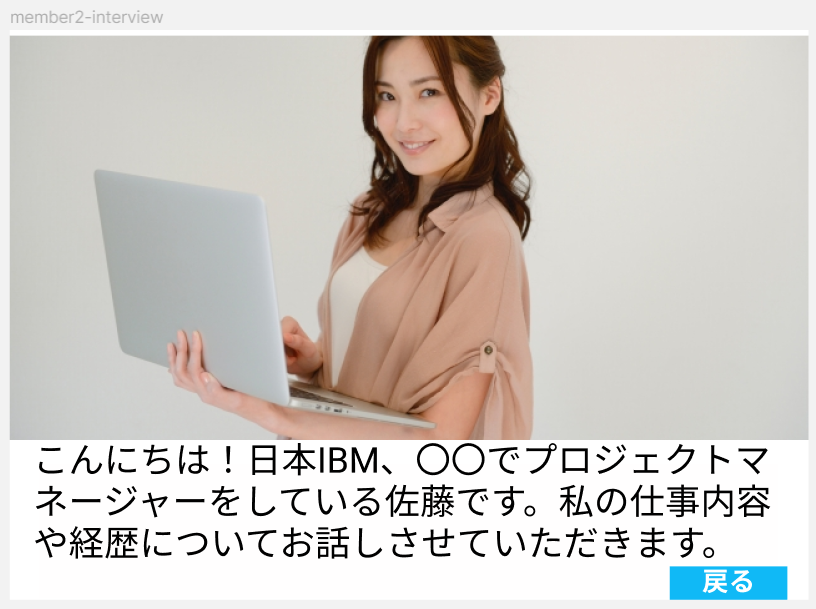 member2-interview
こんにちは！日本IBM、〇〇でプロジェクトマ
ネージャーをしている佐藤です。私の仕事内容
や経歴についてお話しさせていただきます。
戻る